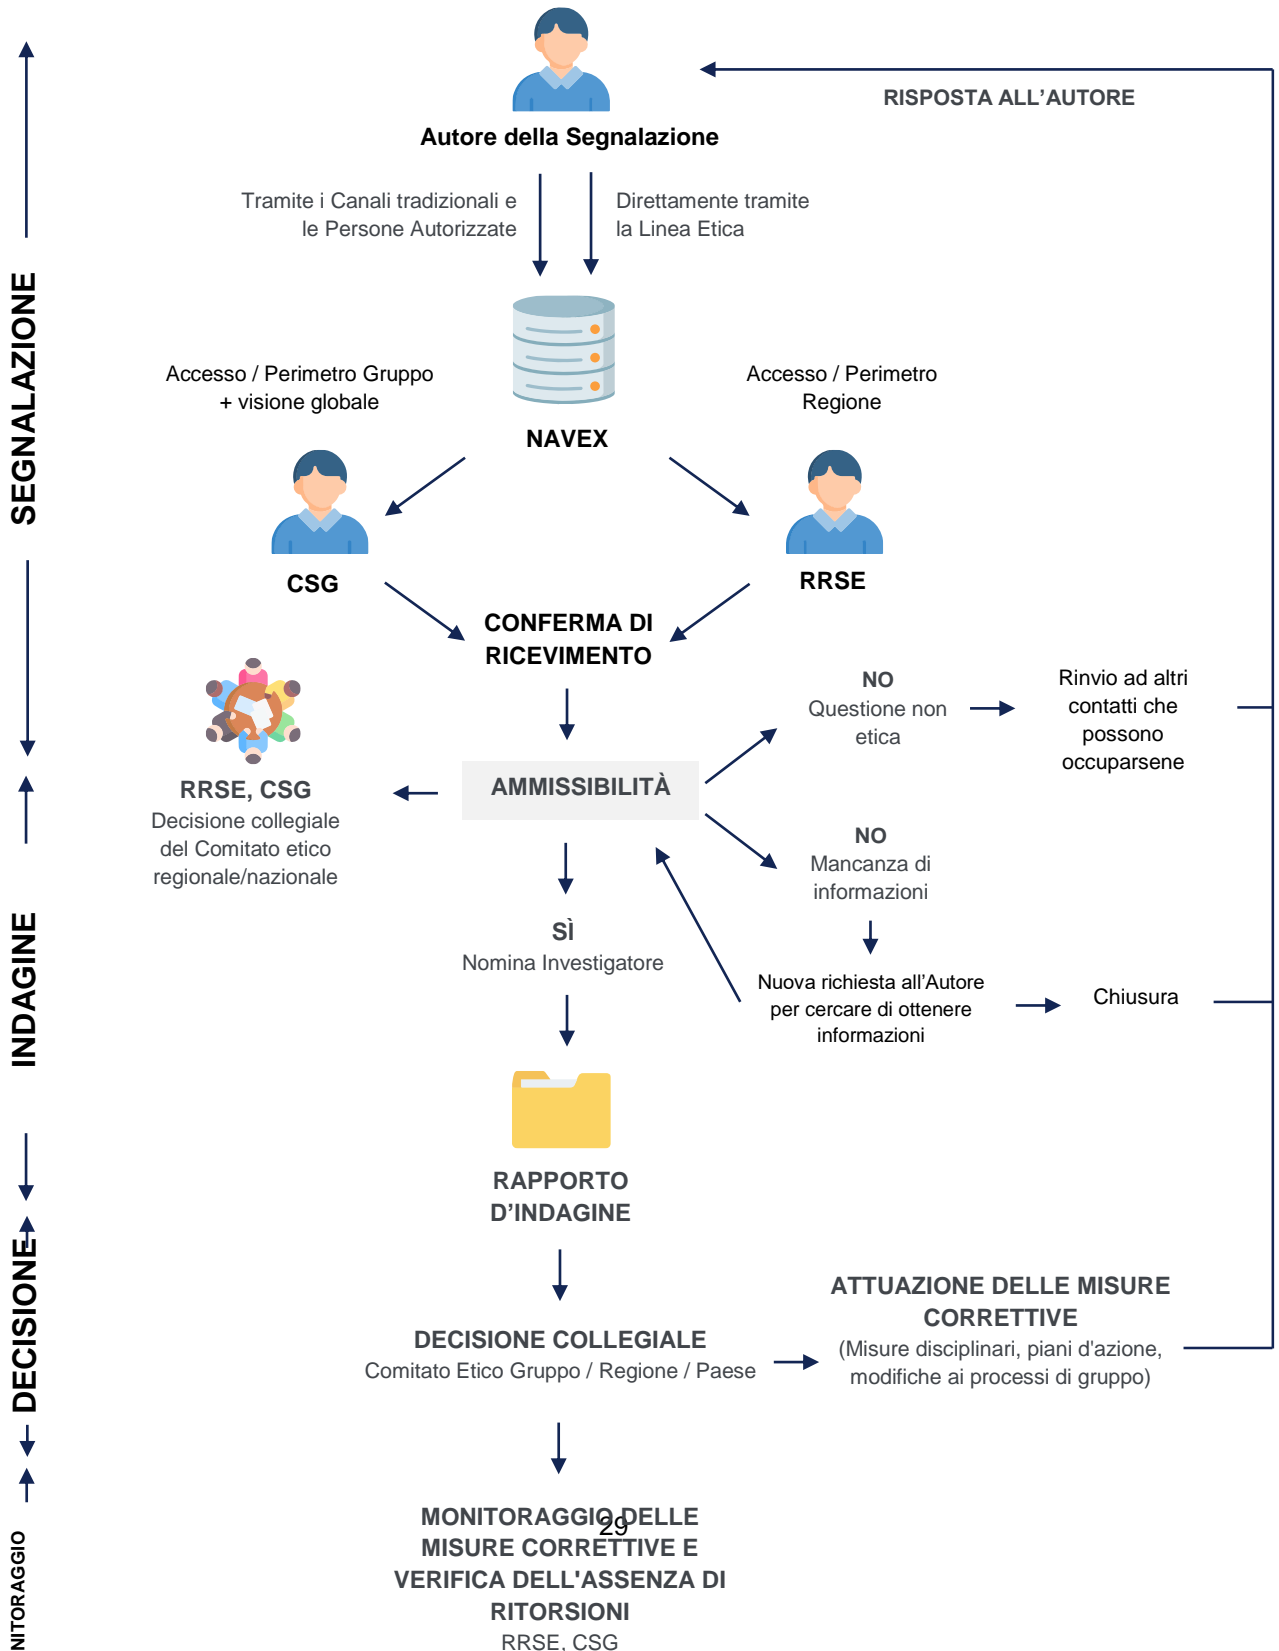 RISPOSTA ALL’AUTORE
Autore della Segnalazione
Tramite i Canali tradizionali e
le Persone Autorizzate
Direttamente tramite
la Linea Etica
SEGNALAZIONE
Accesso / Perimetro Gruppo
+ visione globale
Accesso / Perimetro
Regione
NAVEX
CSG
RRSE
CONFERMA DI
RICEVIMENTO
NO
Questione non
etica
Rinvio ad altri
contatti che
possono
occuparsene
AMMISSIBILITÀ
RRSE, CSG
Decisione collegiale
del Comitato etico
regionale/nazionale
NO
Mancanza di
informazioni
INDAGINE
SÌ
Nomina Investigatore
Nuova richiesta all’Autore
per cercare di ottenere
informazioni
Chiusura
RAPPORTO
D’INDAGINE
DECISIONE
DECISIONE COLLEGIALE
Comitato Etico Gruppo / Regione / Paese
ATTUAZIONE DELLE MISURE
CORRETTIVE
(Misure disciplinari, piani d'azione,
modifiche ai processi di gruppo)
NITORAGGIO
MONITORAGGIO DELLE
29
MISURE CORRETTIVE E
VERIFICA DELL'ASSENZA DI
RITORSIONI
RRSE, CSG